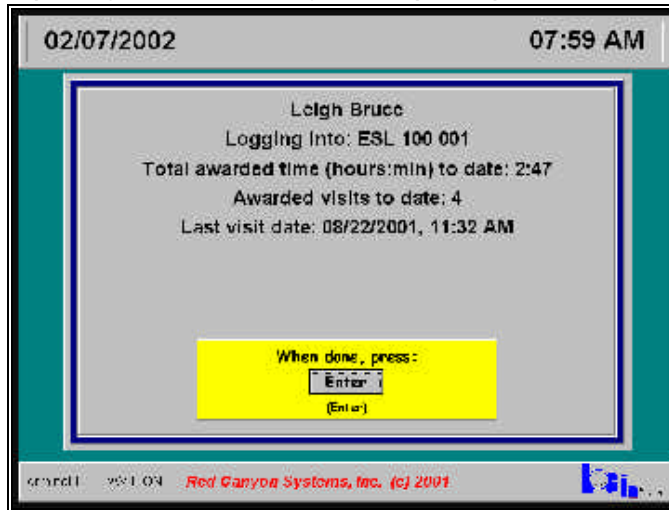 02/07/2002 07:59 AM
Leigh Bruce
Logging Into: ESL 100 001
Total awarded time (hours:min) to date: 2:47
Awarded visits to date: 4
Last visit date: 08/22/2001, 11:32 AM
When done, press:
Enter
(Enter)
Red Canyon Systems, Inc. (c) 2001